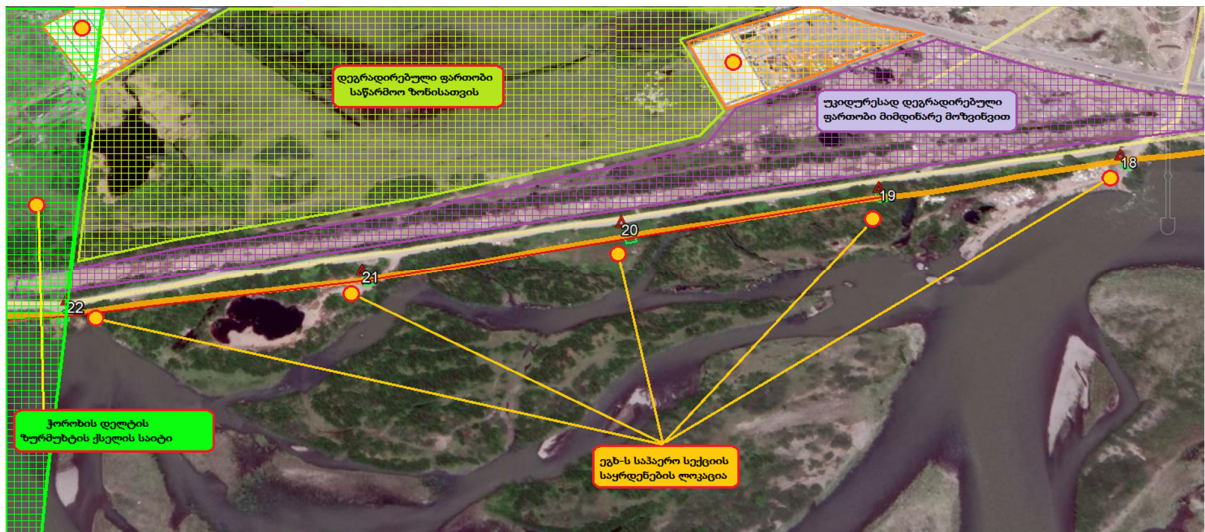 დეგრადირებული ფართობი
საწარმოო ზონისათვის
უკიდურესად დეგრადირებული
ფართობი მიმდინარე მოზვინვით
18
19
20
21
22
ჭოროხის დელტის
ზურმუხტის ქსელის საიტი
ეგხ-ს საჰაერო სექციის
საყრდენების ლოკაცია